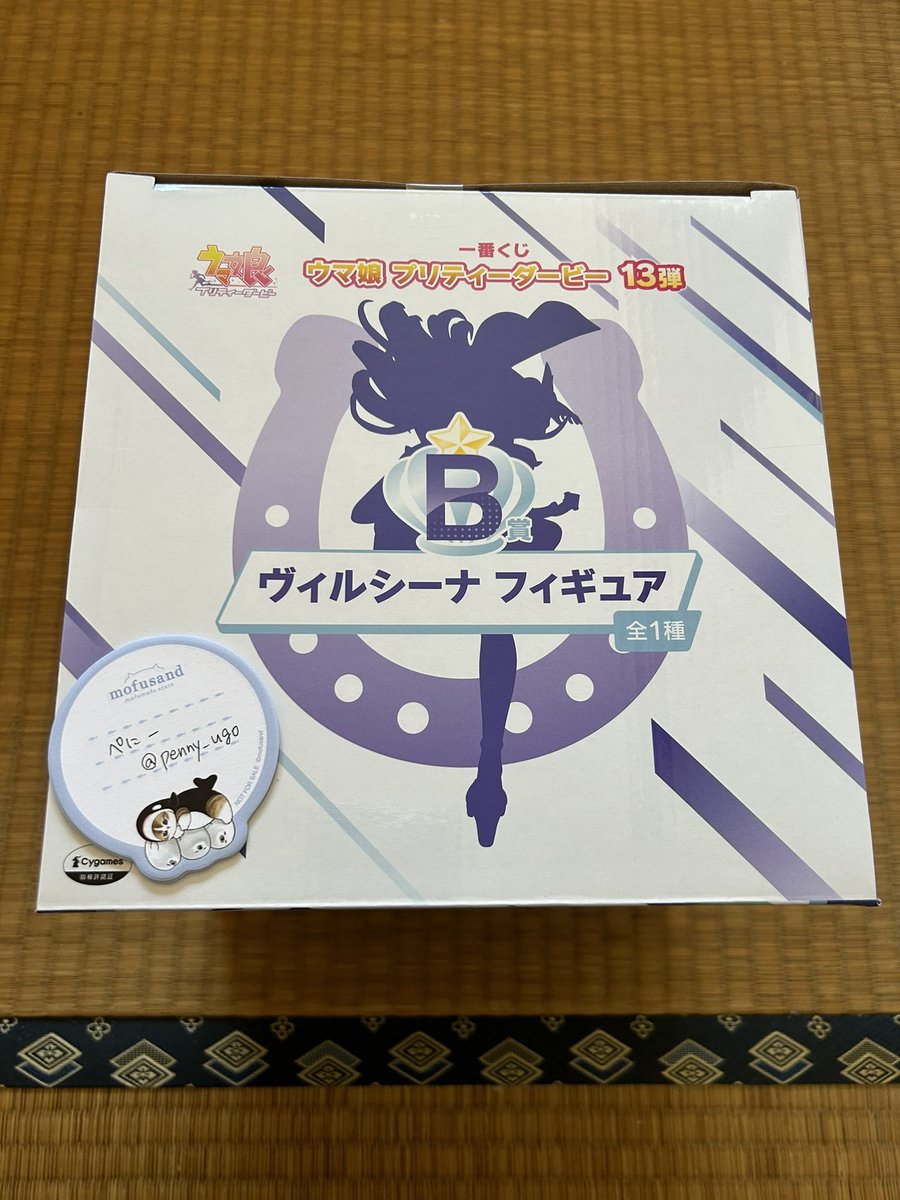 ウマ娘
プリティーダービー
一番くじ
ウマ娘 プリティーダービー 13弾
B賞
ヴィルシーナ フィギュア
全1種
mofusand
mofumofu store
ぺにー
@penny_ugo
NOT FOR SALE ©mofusand
Cygames
版権許諾証